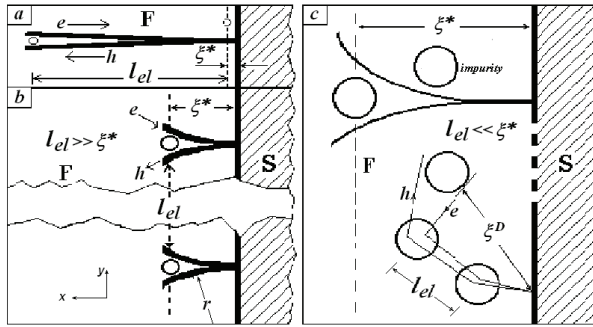 a
e
F
h
ξ*
l_el
b
ξ*
e
l_el >> ξ*
h
F
S
l_el
y
x
r
c
ξ*
impurity
l_el << ξ*
F
S
h
e
ξ^D
l_el